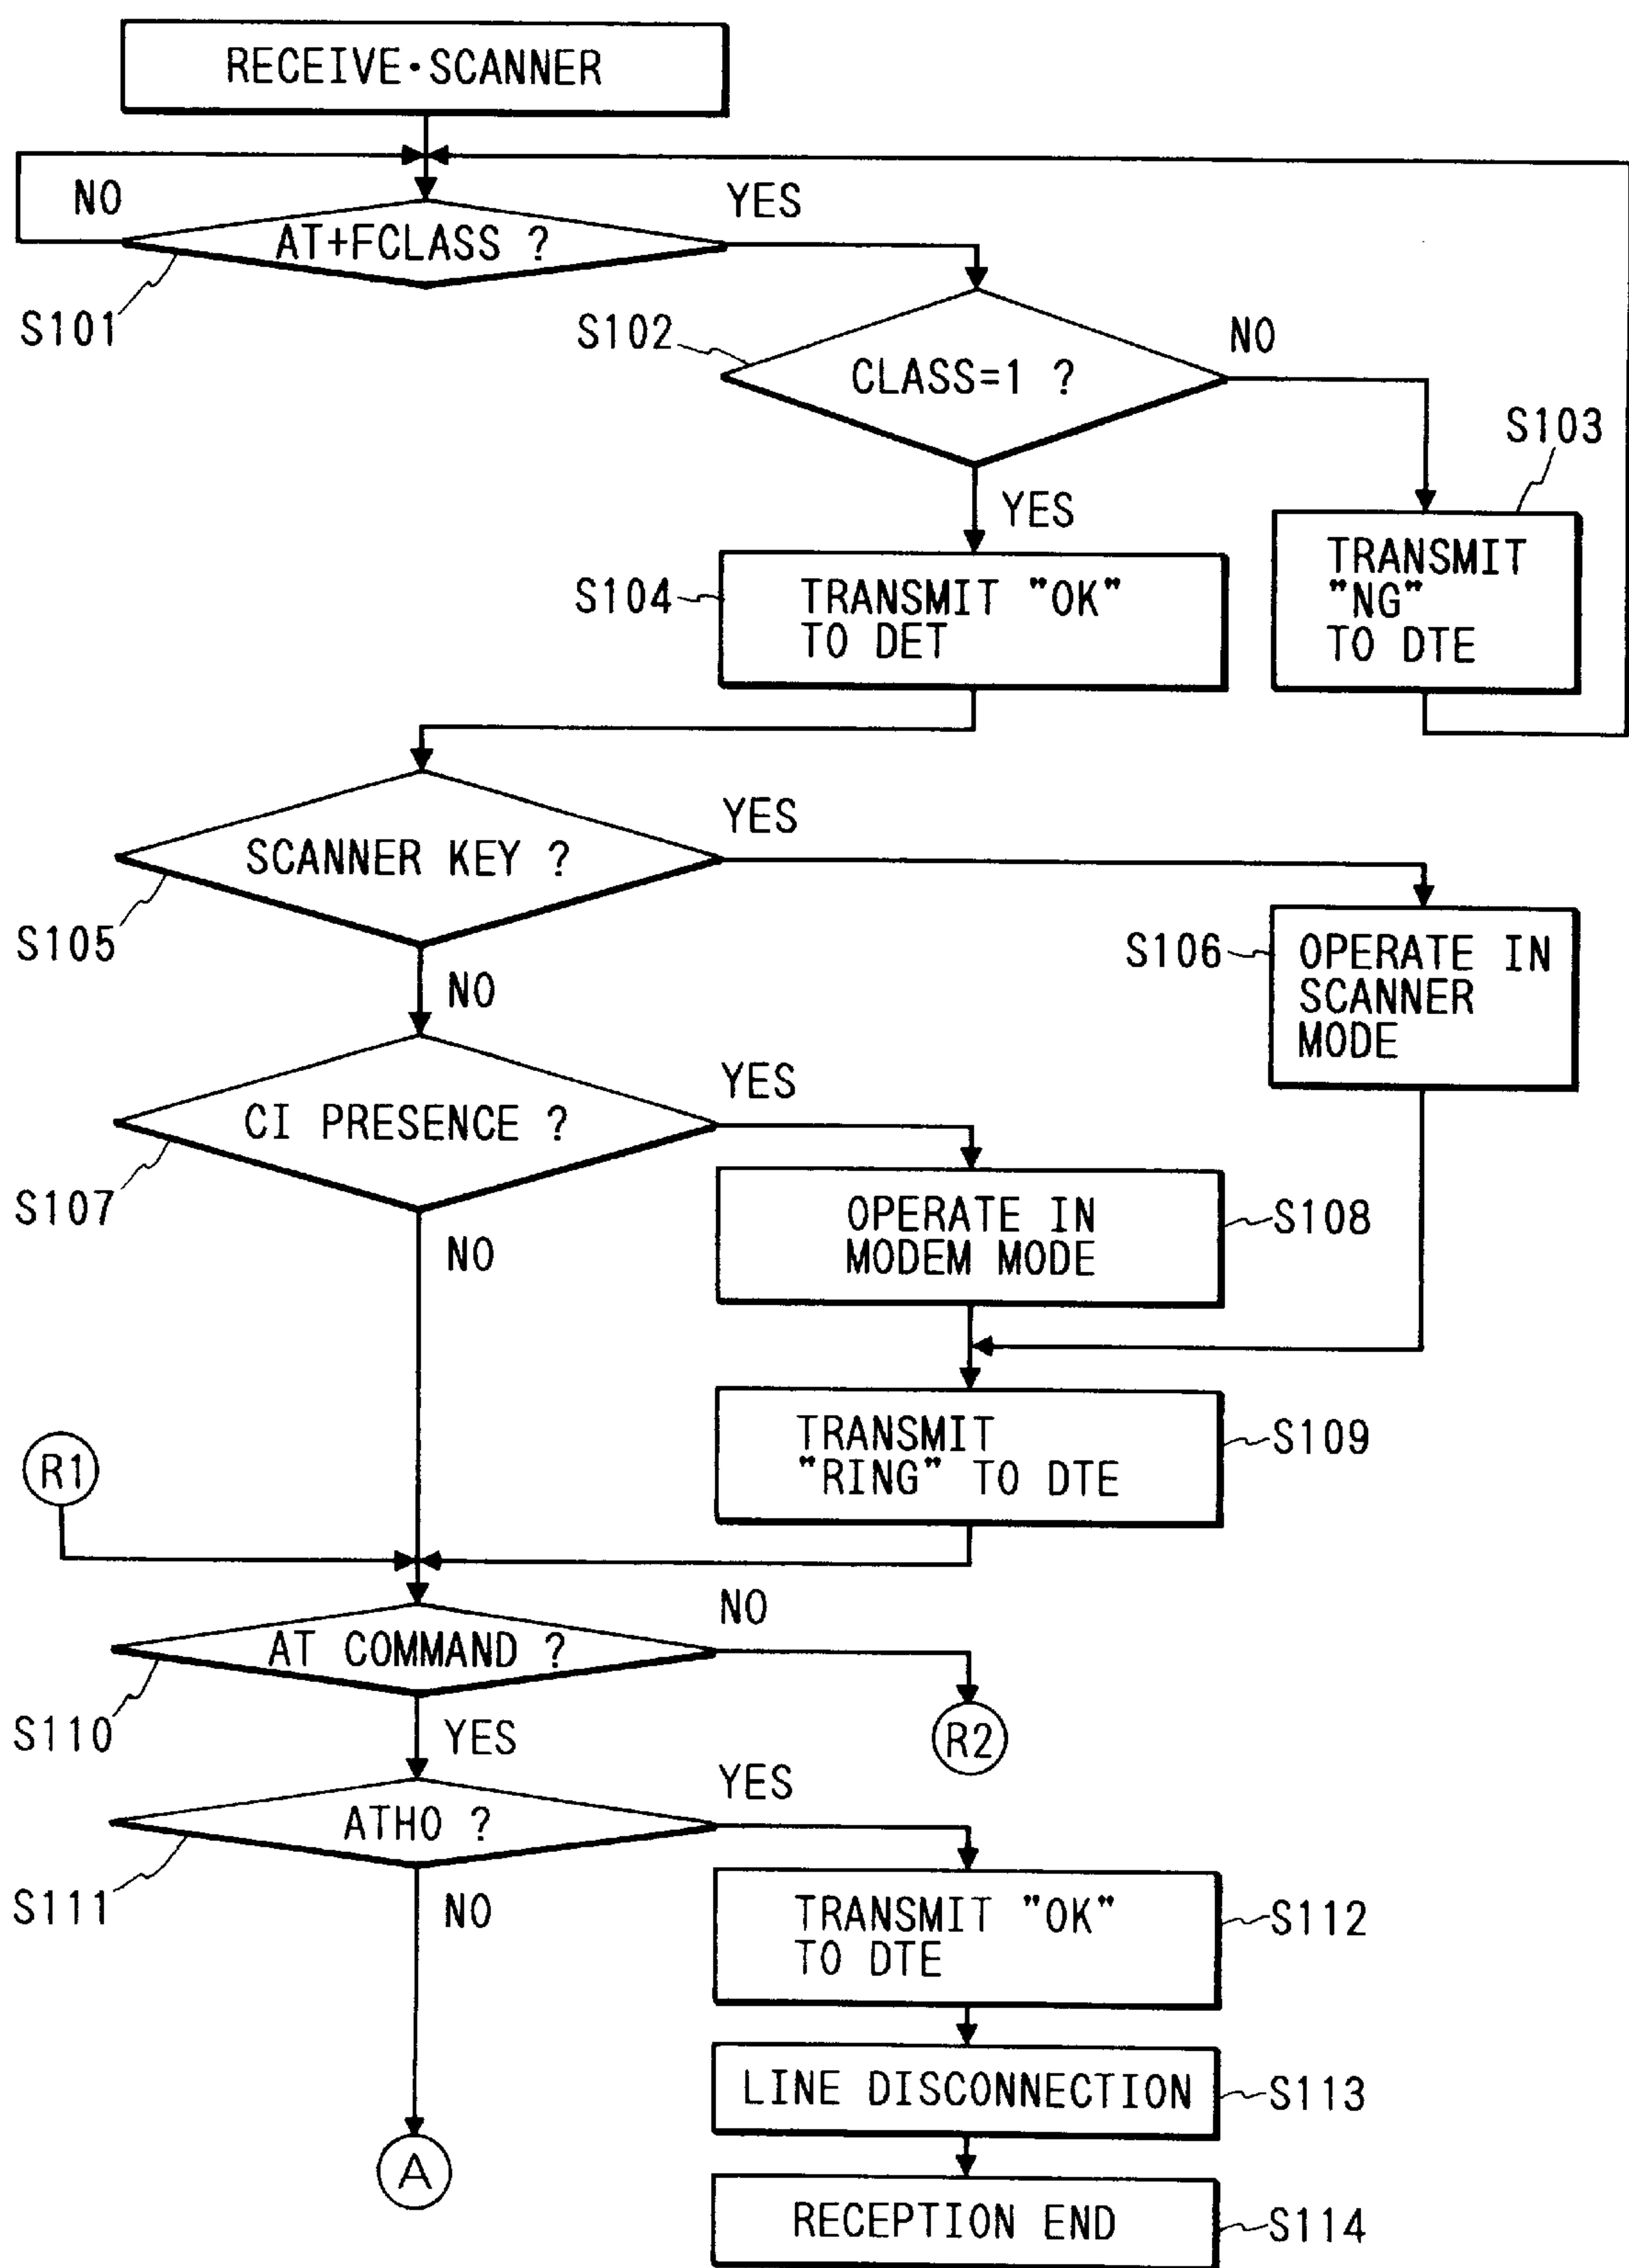 RECEIVE·SCANNER
NO
YES
AT+FCLASS ?
S101
S102
NO
CLASS=1 ?
S103
YES
TRANSMIT
"NG"
TO DTE
S104
TRANSMIT "OK"
TO DET
YES
SCANNER KEY ?
S105
S106
OPERATE IN
SCANNER
MODE
NO
YES
CI PRESENCE ?
S107
OPERATE IN
MODEM MODE
S108
NO
TRANSMIT
"RING" TO DTE
S109
R1
NO
AT COMMAND ?
S110
R2
YES
YES
ATH0 ?
S111
NO
TRANSMIT "OK"
TO DTE
S112
LINE DISCONNECTION
S113
A
RECEPTION END
S114